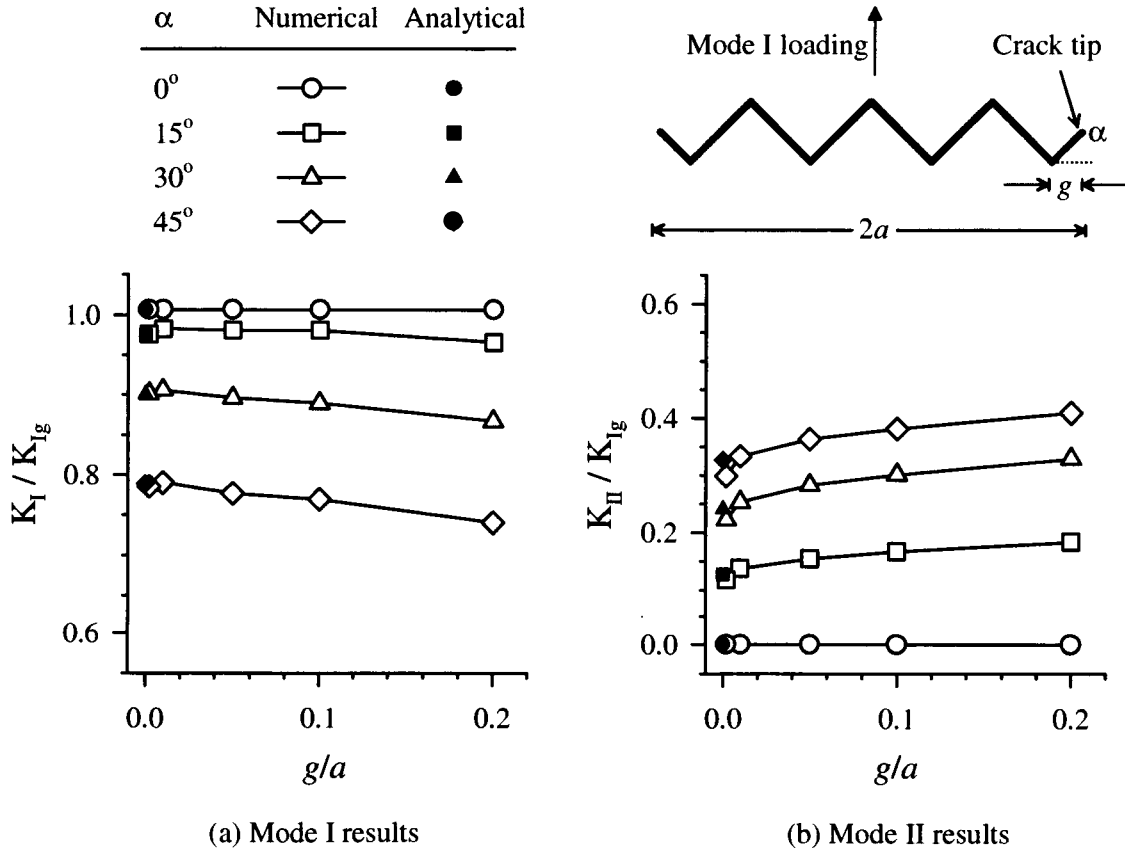 α Numerical Analytical
0°
15°
30°
45°
Mode I loading
Crack tip
α
g
2a
K_I / K_Ig
1.0
0.8
0.6
0.0 0.1 0.2
g/a
(a) Mode I results
K_II / K_Ig
0.6
0.4
0.2
0.0
0.0 0.1 0.2
g/a
(b) Mode II results